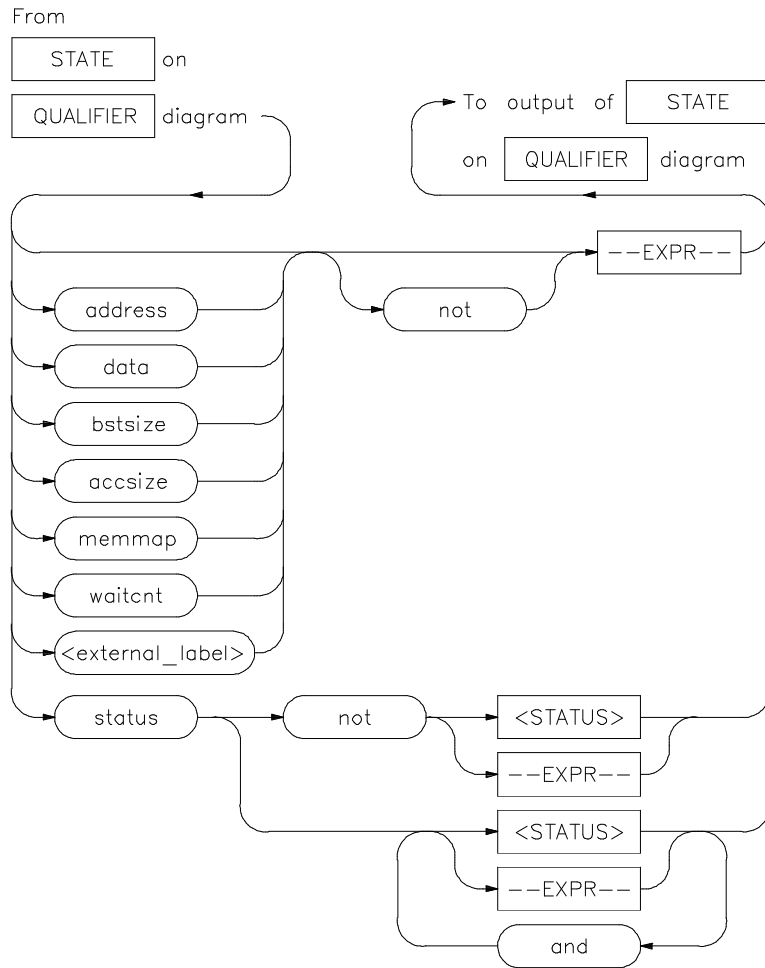 From
STATE on
QUALIFIER diagram
To output of STATE
on QUALIFIER diagram
--EXPR--
address
not
data
bstsize
accsize
memmap
waitcnt
<external_label>
status
not
<STATUS>
--EXPR--
<STATUS>
--EXPR--
and